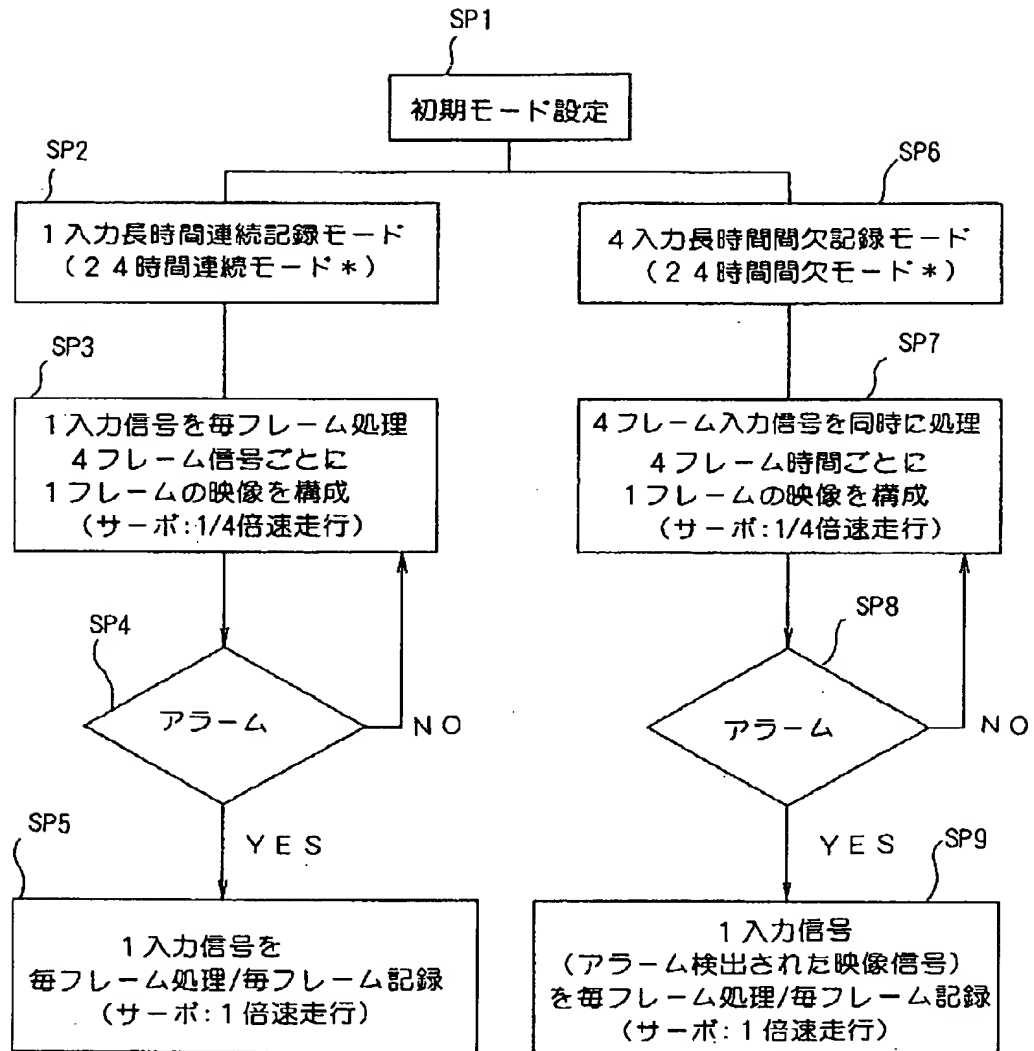 SP1
初期モード設定
SP2
1入力長時間連続記録モード
（24時間連続モード＊）
SP3
1入力信号を毎フレーム処理
4フレーム信号ごとに
1フレームの映像を構成
（サーボ：1/4倍速走行）
SP4
アラーム
NO
YES
SP5
1入力信号を
毎フレーム処理/毎フレーム記録
（サーボ：1倍速走行）
SP6
4入力長時間間欠記録モード
（24時間間欠モード＊）
SP7
4フレーム入力信号を同時に処理
4フレーム時間ごとに
1フレームの映像を構成
（サーボ：1/4倍速走行）
SP8
アラーム
NO
YES
SP9
1入力信号
（アラーム検出された映像信号）
を毎フレーム処理/毎フレーム記録
（サーボ：1倍速走行）